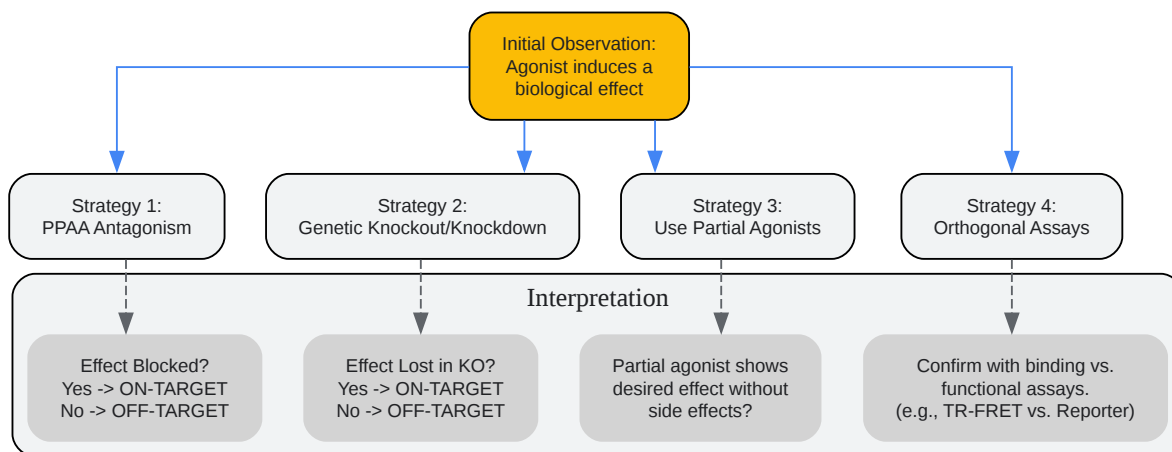 Initial Observation:
Agonist induces a
biological effect
Strategy 1:
PPAA Antagonism
Strategy 2:
Genetic Knockout/Knockdown
Strategy 3:
Use Partial Agonists
Strategy 4:
Orthogonal Assays
Interpretation
Effect Blocked?
Yes -> ON-TARGET
No -> OFF-TARGET
Effect Lost in KO?
Yes -> ON-TARGET
No -> OFF-TARGET
Partial agonist shows
desired effect without
side effects?
Confirm with binding vs.
functional assays.
(e.g., TR-FRET vs. Reporter)